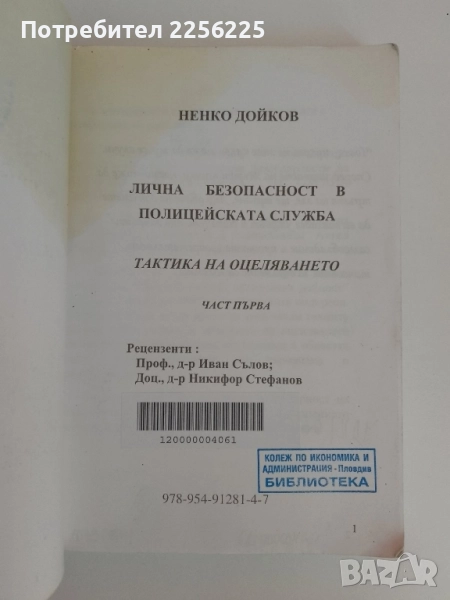 Потребител 2256225
НЕНКО ДОЙКОВ
ЛИЧНА БЕЗОПАСНОСТ В
ПОЛИЦЕЙСКАТА СЛУЖБА
ТАКТИКА НА ОЦЕЛЯВАНЕТО
ЧАСТ ПЪРВА
Рецензенти :
Проф., д-р Иван Сълов;
Доц., д-р Никифор Стефанов
120000004061
КОЛЕЖ ПО ИКОНОМИКА И
АДМИНИСТРАЦИЯ - Пловдив
БИБЛИОТЕКА
978-954-91281-4-7
1
BAZAR